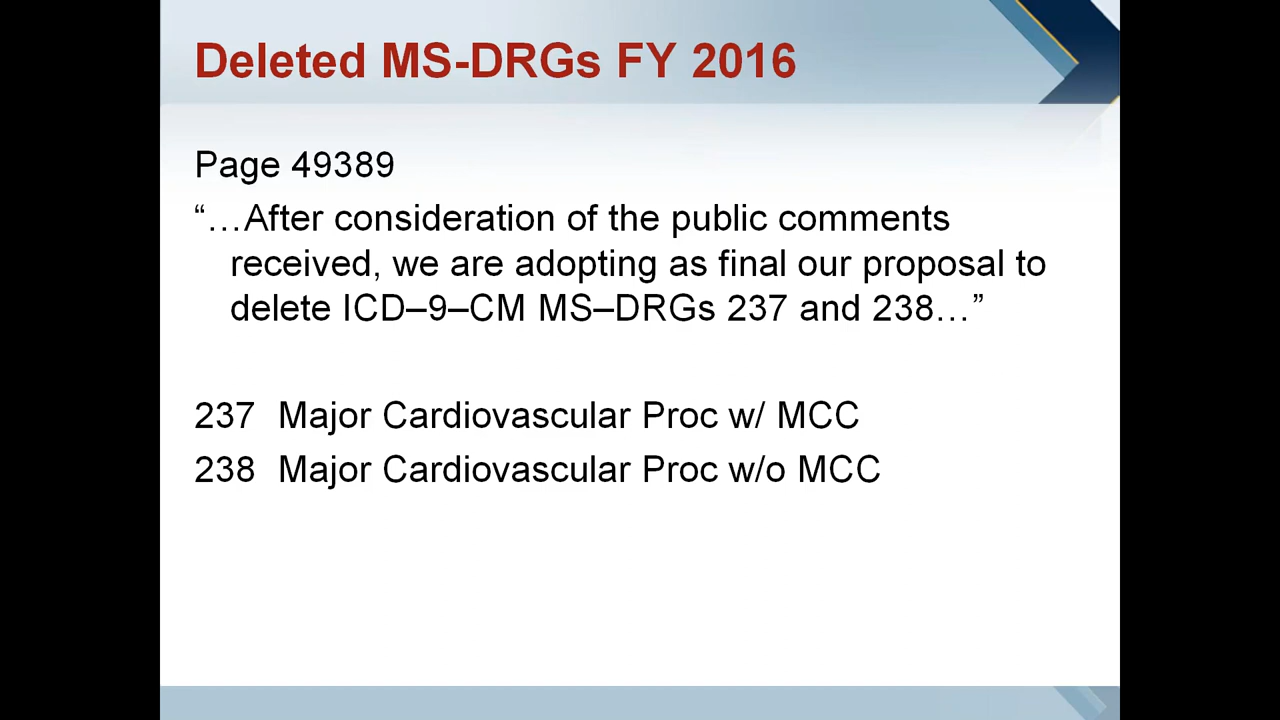 Deleted MS-DRGs FY 2016
Page 49389
“…After consideration of the public comments
received, we are adopting as final our proposal to
delete ICD–9–CM MS–DRGs 237 and 238…”
237 Major Cardiovascular Proc w/ MCC
238 Major Cardiovascular Proc w/o MCC